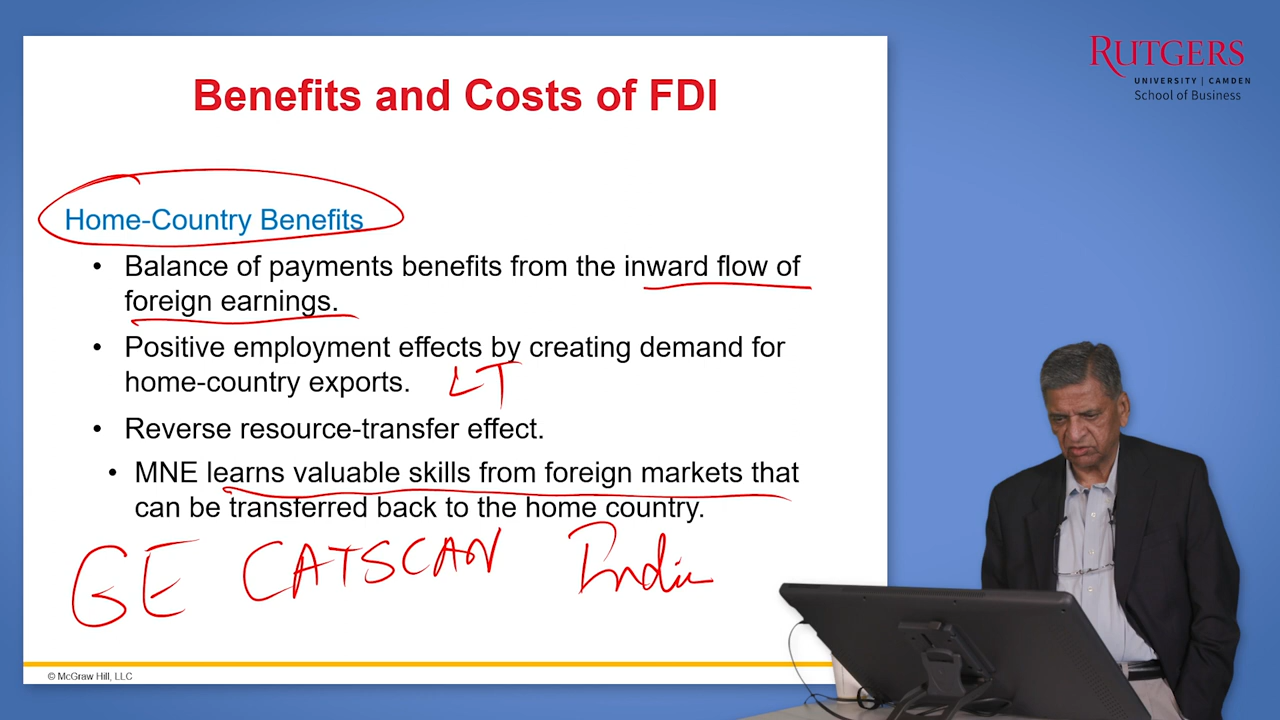 Benefits and Costs of FDI
RUTGERS
UNIVERSITY | CAMDEN
School of Business
Home-Country Benefits
• Balance of payments benefits from the inward flow of
foreign earnings.
• Positive employment effects by creating demand for
home-country exports. LT
• Reverse resource-transfer effect.
• MNE learns valuable skills from foreign markets that
can be transferred back to the home country.
GE CATSCAN India
© McGraw Hill, LLC